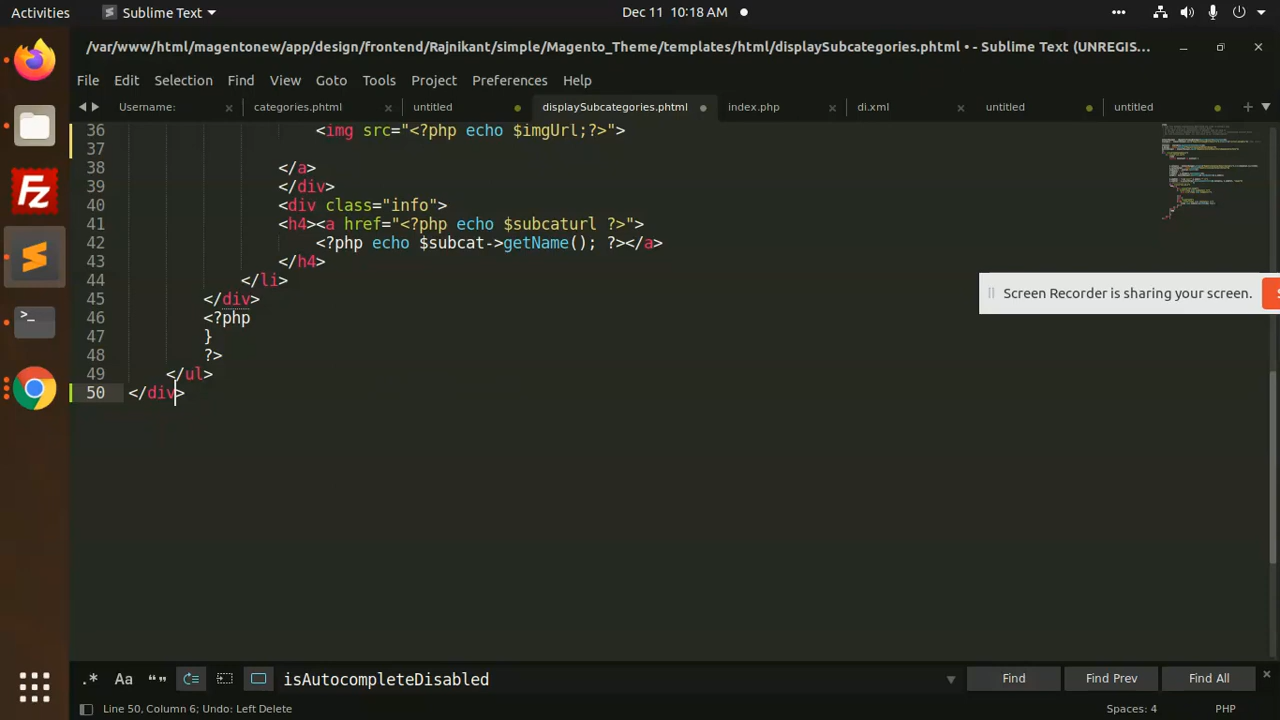 Activities
Sublime Text
Dec 11 10:18 AM
/var/www/html/magentonew/app/design/frontend/Rajnikant/simple/Magento_Theme/templates/html/displaySubcategories.phtml • - Sublime Text (UNREGIS...
File Edit Selection Find View Goto Tools Project Preferences Help
Username: categories.phtml untitled displaySubcategories.phtml index.php di.xml untitled untitled
36 <img src="<?php echo $imgUrl;?>">
37
38 </a>
39 </div>
40 <div class="info">
41 <h4><a href="<?php echo $subcaturl ?>">
42 <?php echo $subcat->getName(); ?></a>
43 </h4>
44 </li>
45 </div>
46 <?php
47 }
48 ?>
49 </ul>
50 </div>
Screen Recorder is sharing your screen.
.* Aa “” isAutocompleteDisabled Find Find Prev Find All
Line 50, Column 6; Undo: Left Delete Spaces: 4 PHP